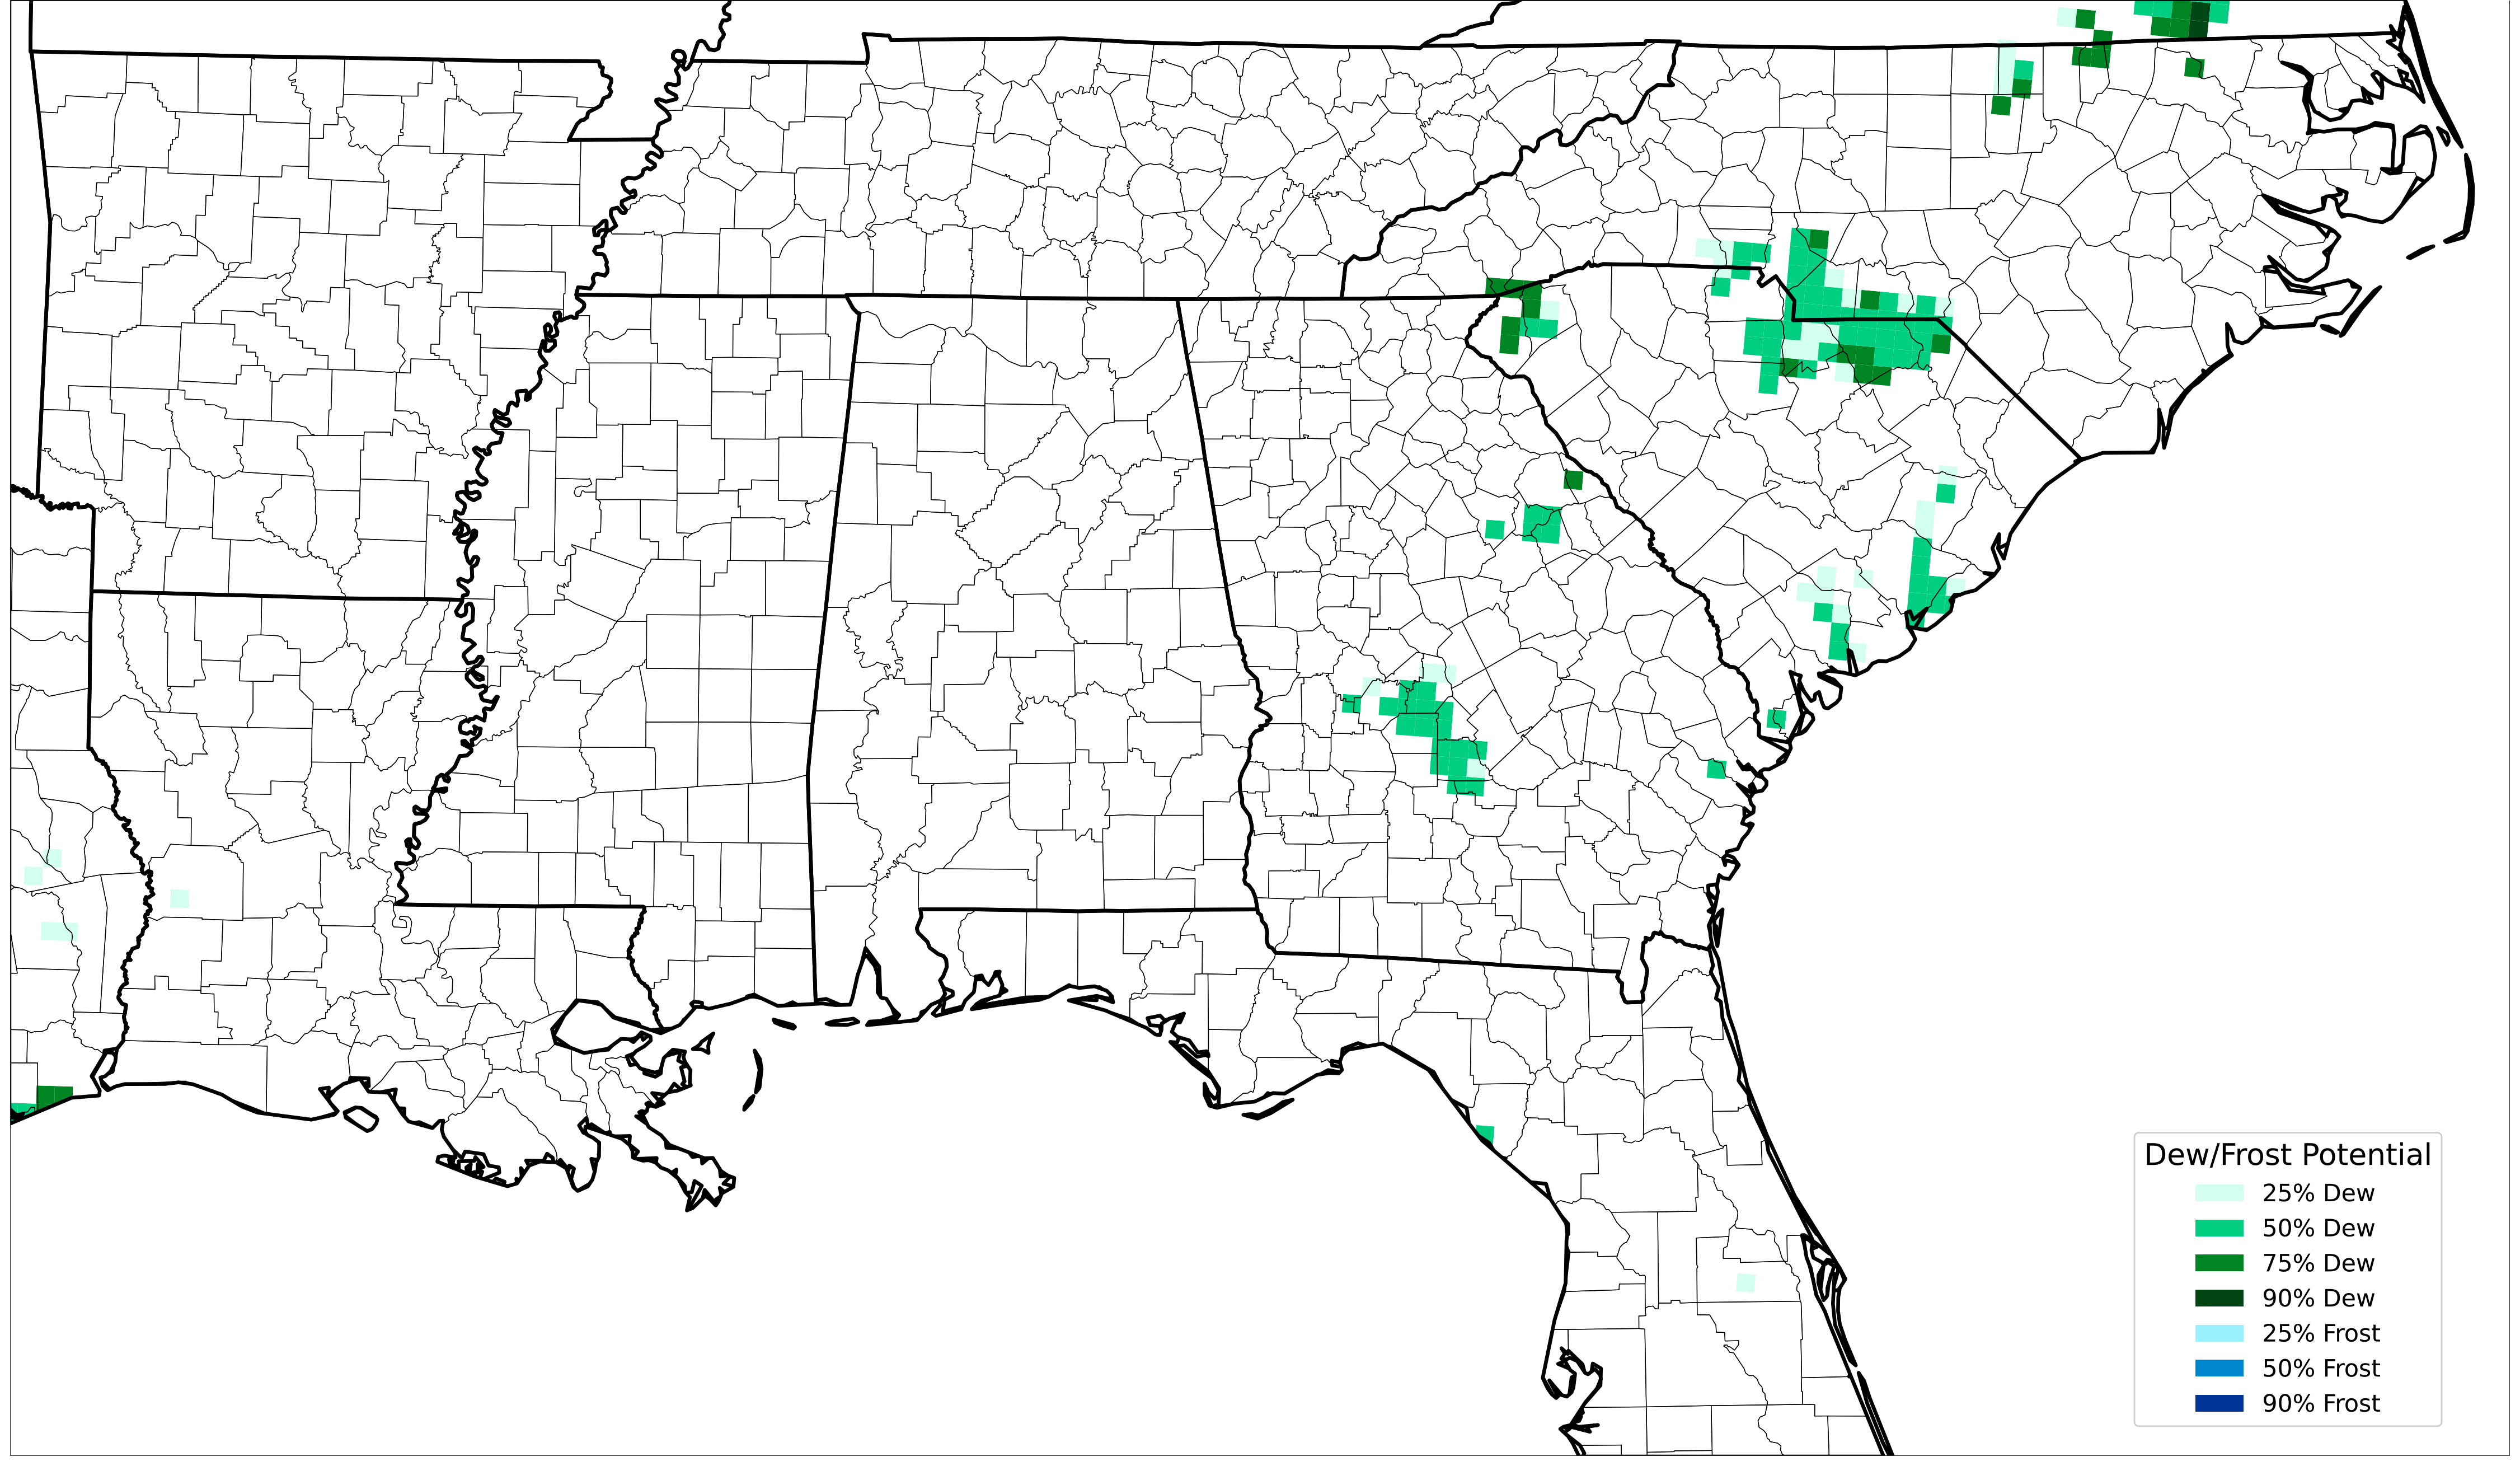 Dew/Frost Potential
25% Dew
50% Dew
75% Dew
90% Dew
25% Frost
50% Frost
90% Frost